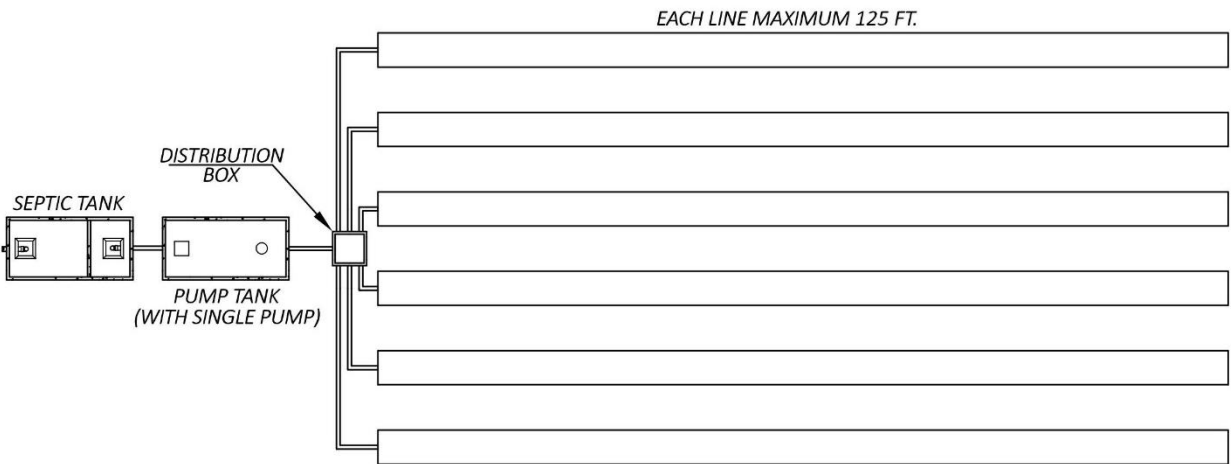 EACH LINE MAXIMUM 125 FT.
DISTRIBUTION
BOX
SEPTIC TANK
PUMP TANK
(WITH SINGLE PUMP)